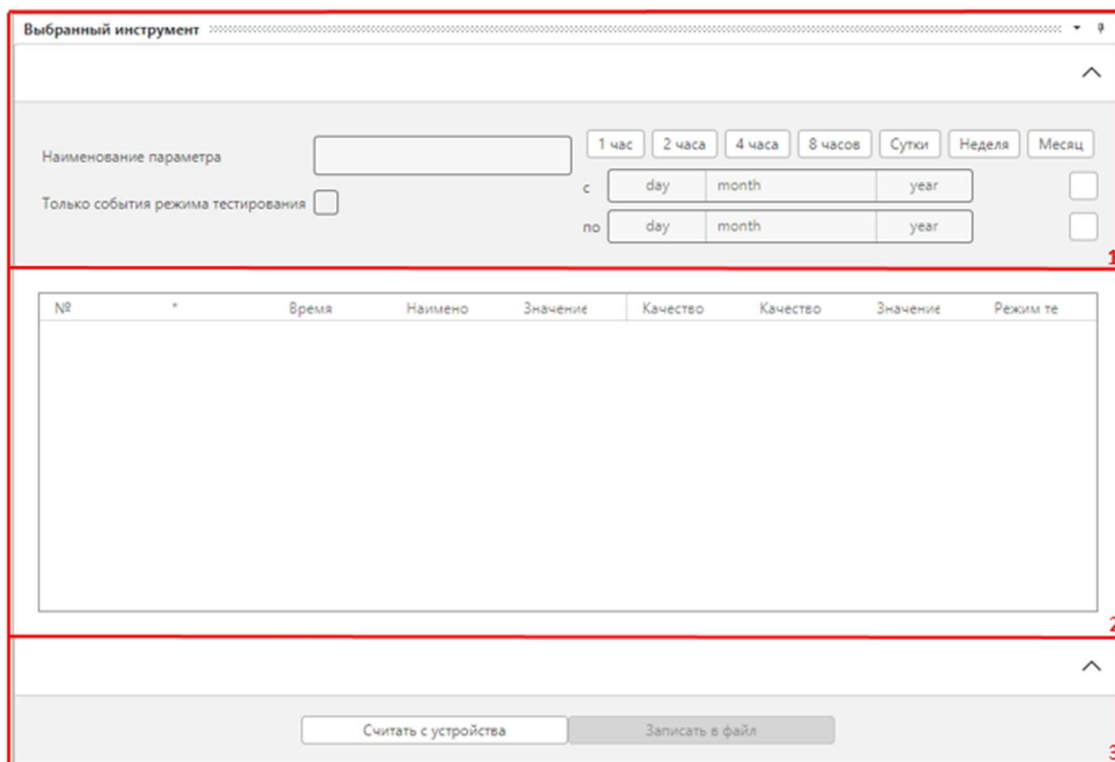 Выбранный инструмент
1 час 2 часа 4 часа 8 часов Сутки Неделя Месяц
Наименование параметра
с day month year
Только события режима тестирования
по day month year
1
№ * Время Наимено Значение Качество Качество Значение Режим те
2
Считать с устройства Записать в файл
3